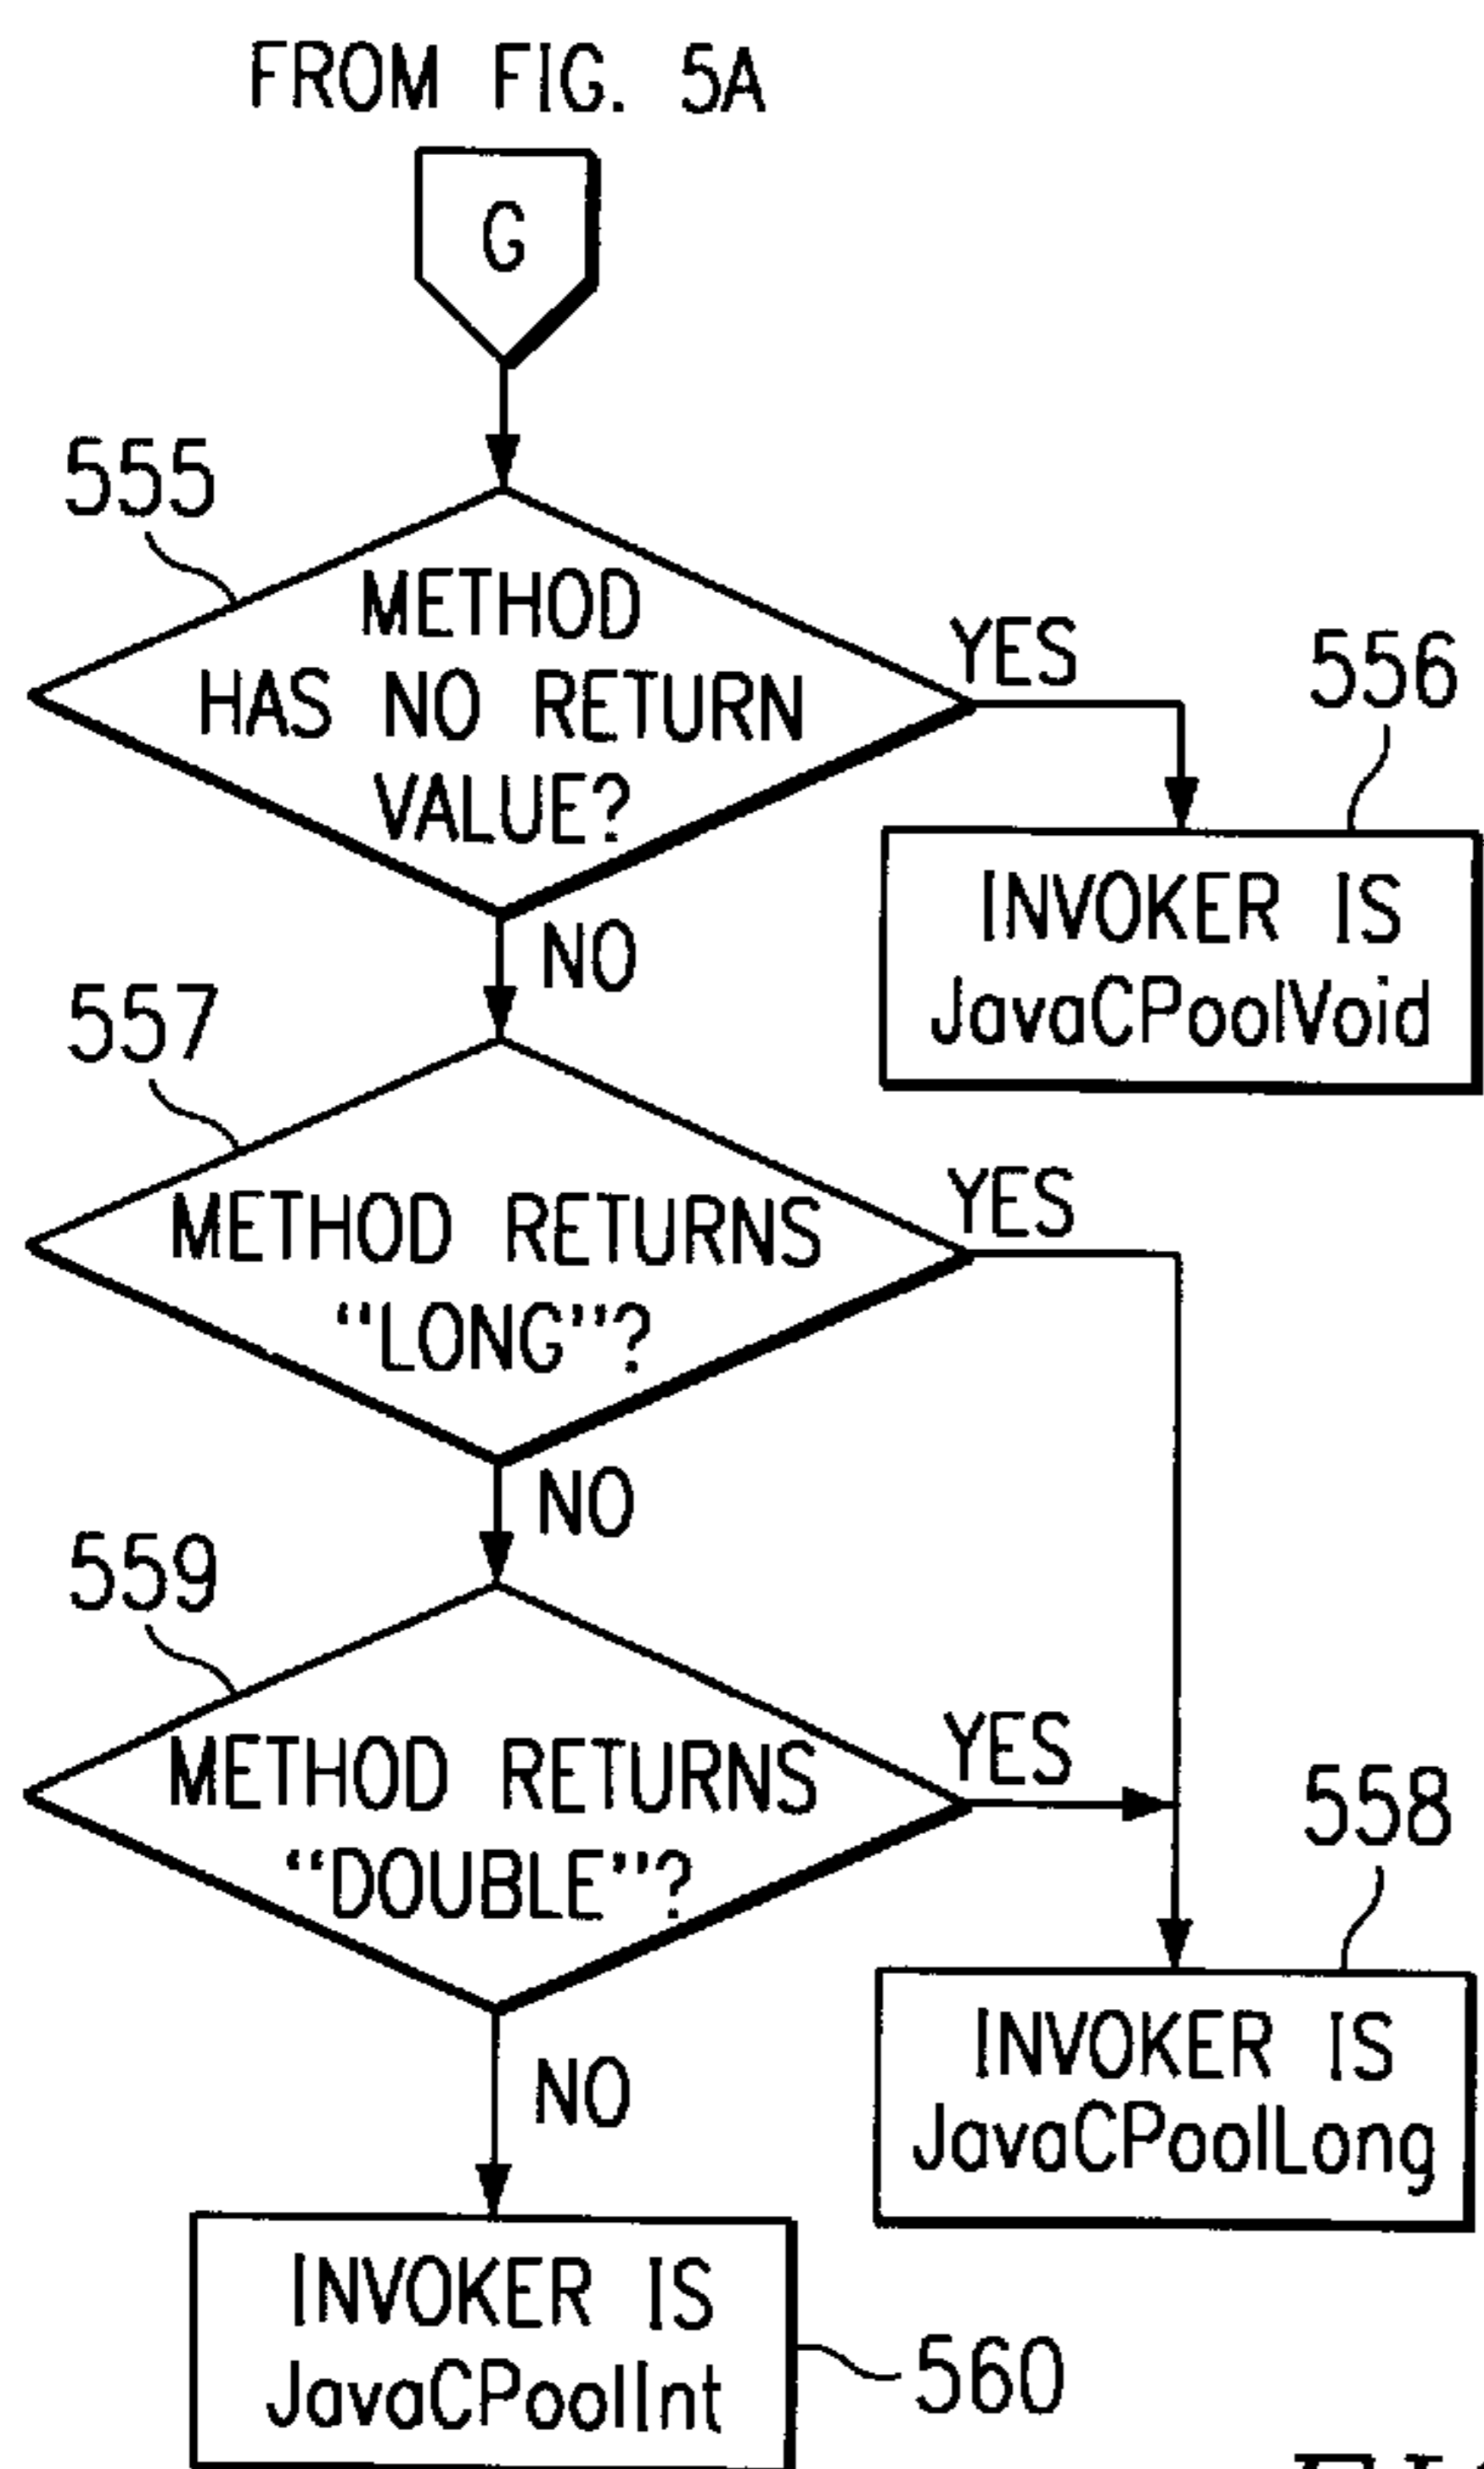 FROM FIG. 5A
G
555
METHOD
HAS NO RETURN
VALUE?
YES
556
INVOKER IS
JavaCPoolVoid
NO
557
METHOD RETURNS
“LONG”?
YES
NO
559
METHOD RETURNS
“DOUBLE”?
YES
558
INVOKER IS
JavaCPoolLong
NO
INVOKER IS
JavaCPoolInt
560